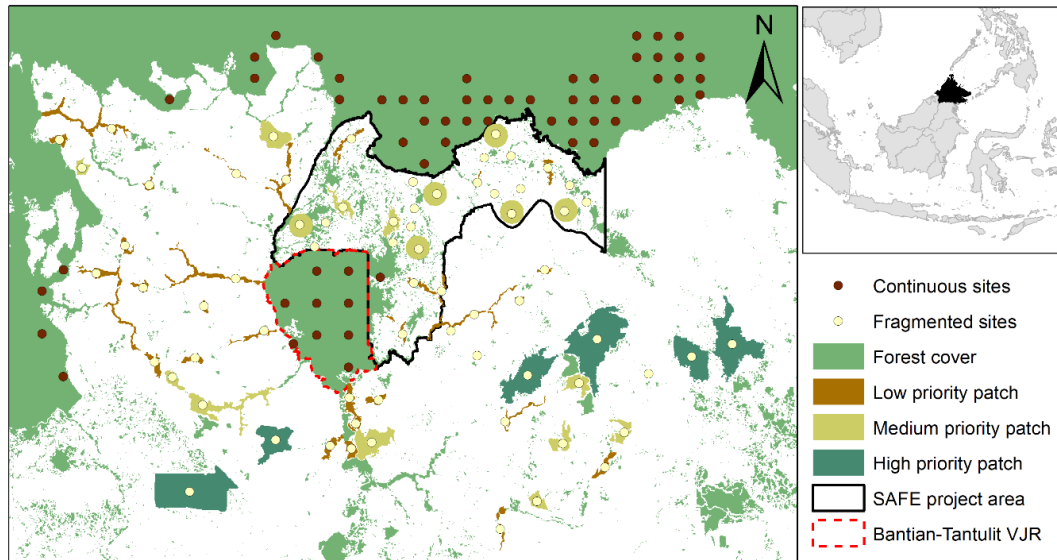 N
Continuous sites
Fragmented sites
Forest cover
Low priority patch
Medium priority patch
High priority patch
SAFE project area
Bantian-Tantulit VJR